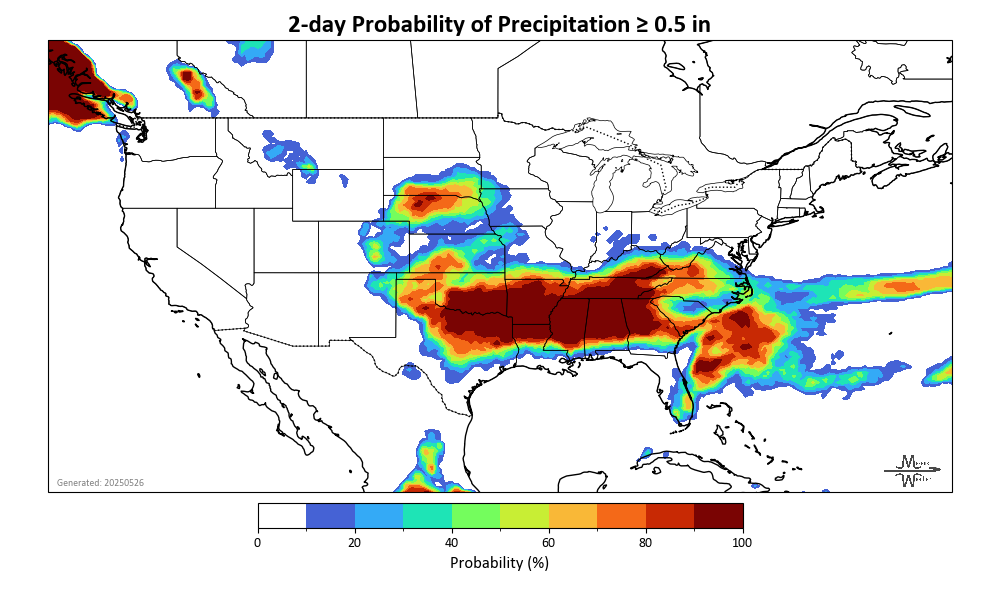 2-day Probability of Precipitation ≥ 0.5 in
Generated: 20250526
0 20 40 60 80 100
Probability (%)